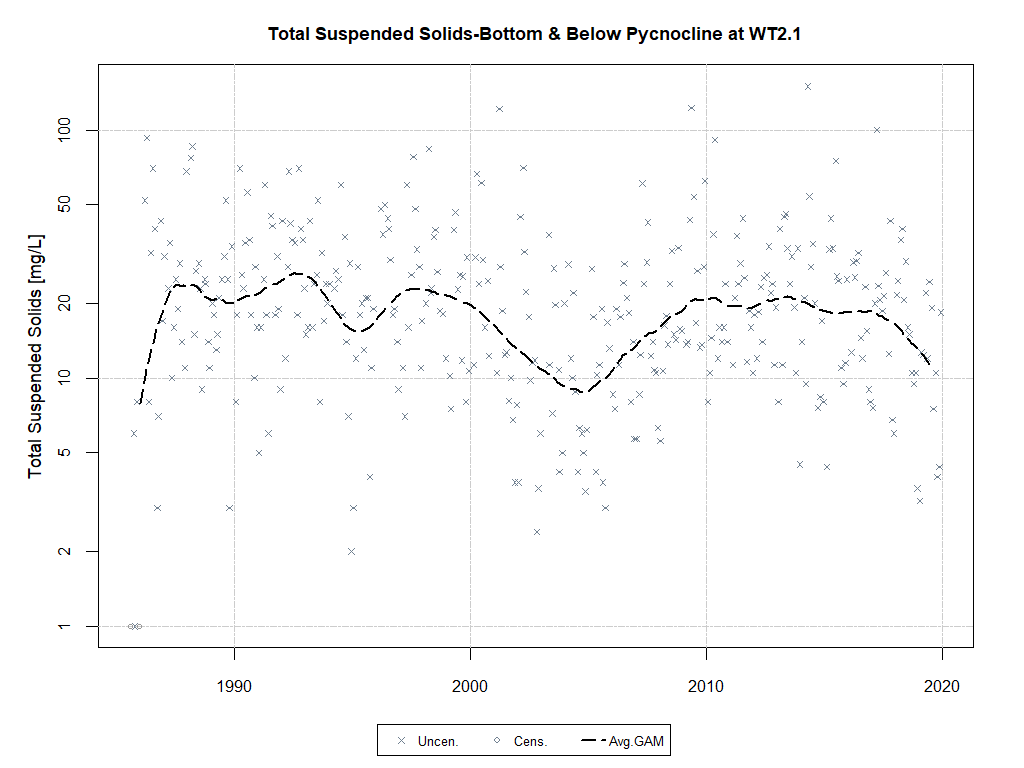 Total Suspended Solids-Bottom & Below Pycnocline at WT2.1
Total Suspended Solids [mg/L]
100
50
20
10
5
2
1
1990 2000 2010 2020
Uncen. Cens. Avg.GAM